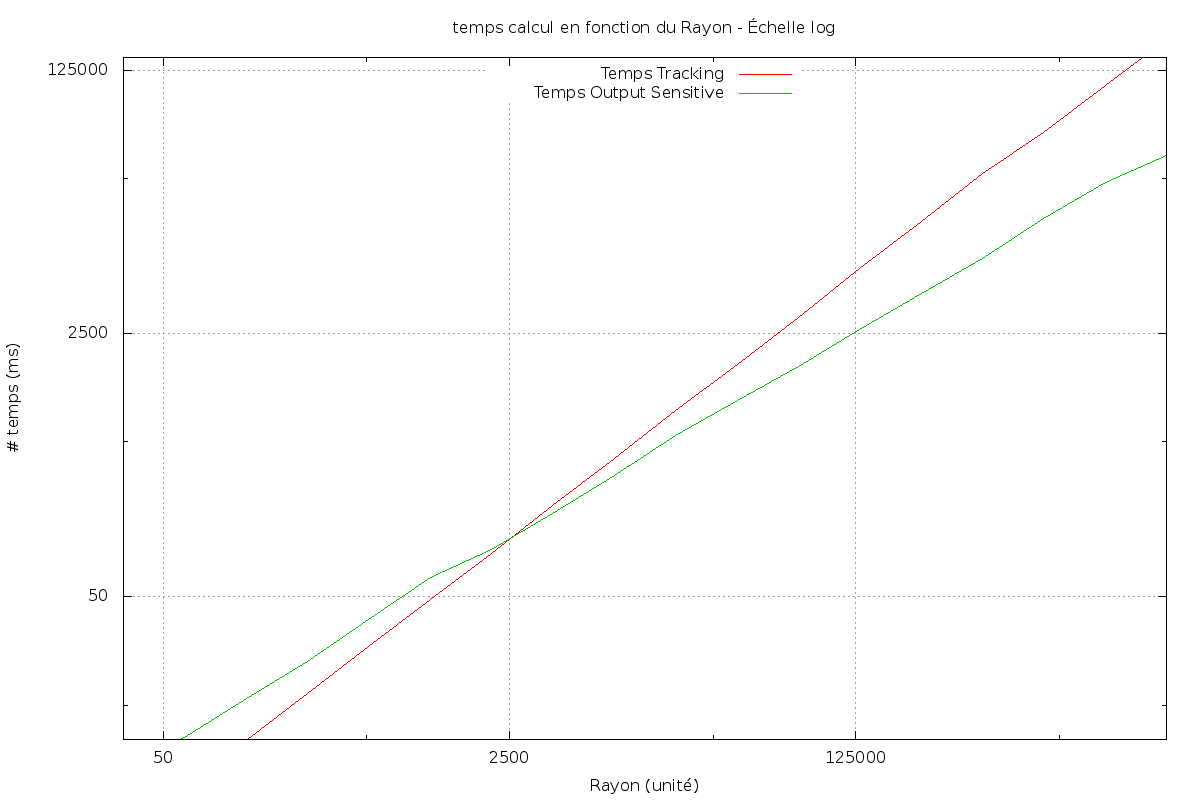 temps calcul en fonction du Rayon - Échelle log
125000
Temps Tracking
Temps Output Sensitive
2500
# temps (ms)
50
50
2500
125000
Rayon (unité)